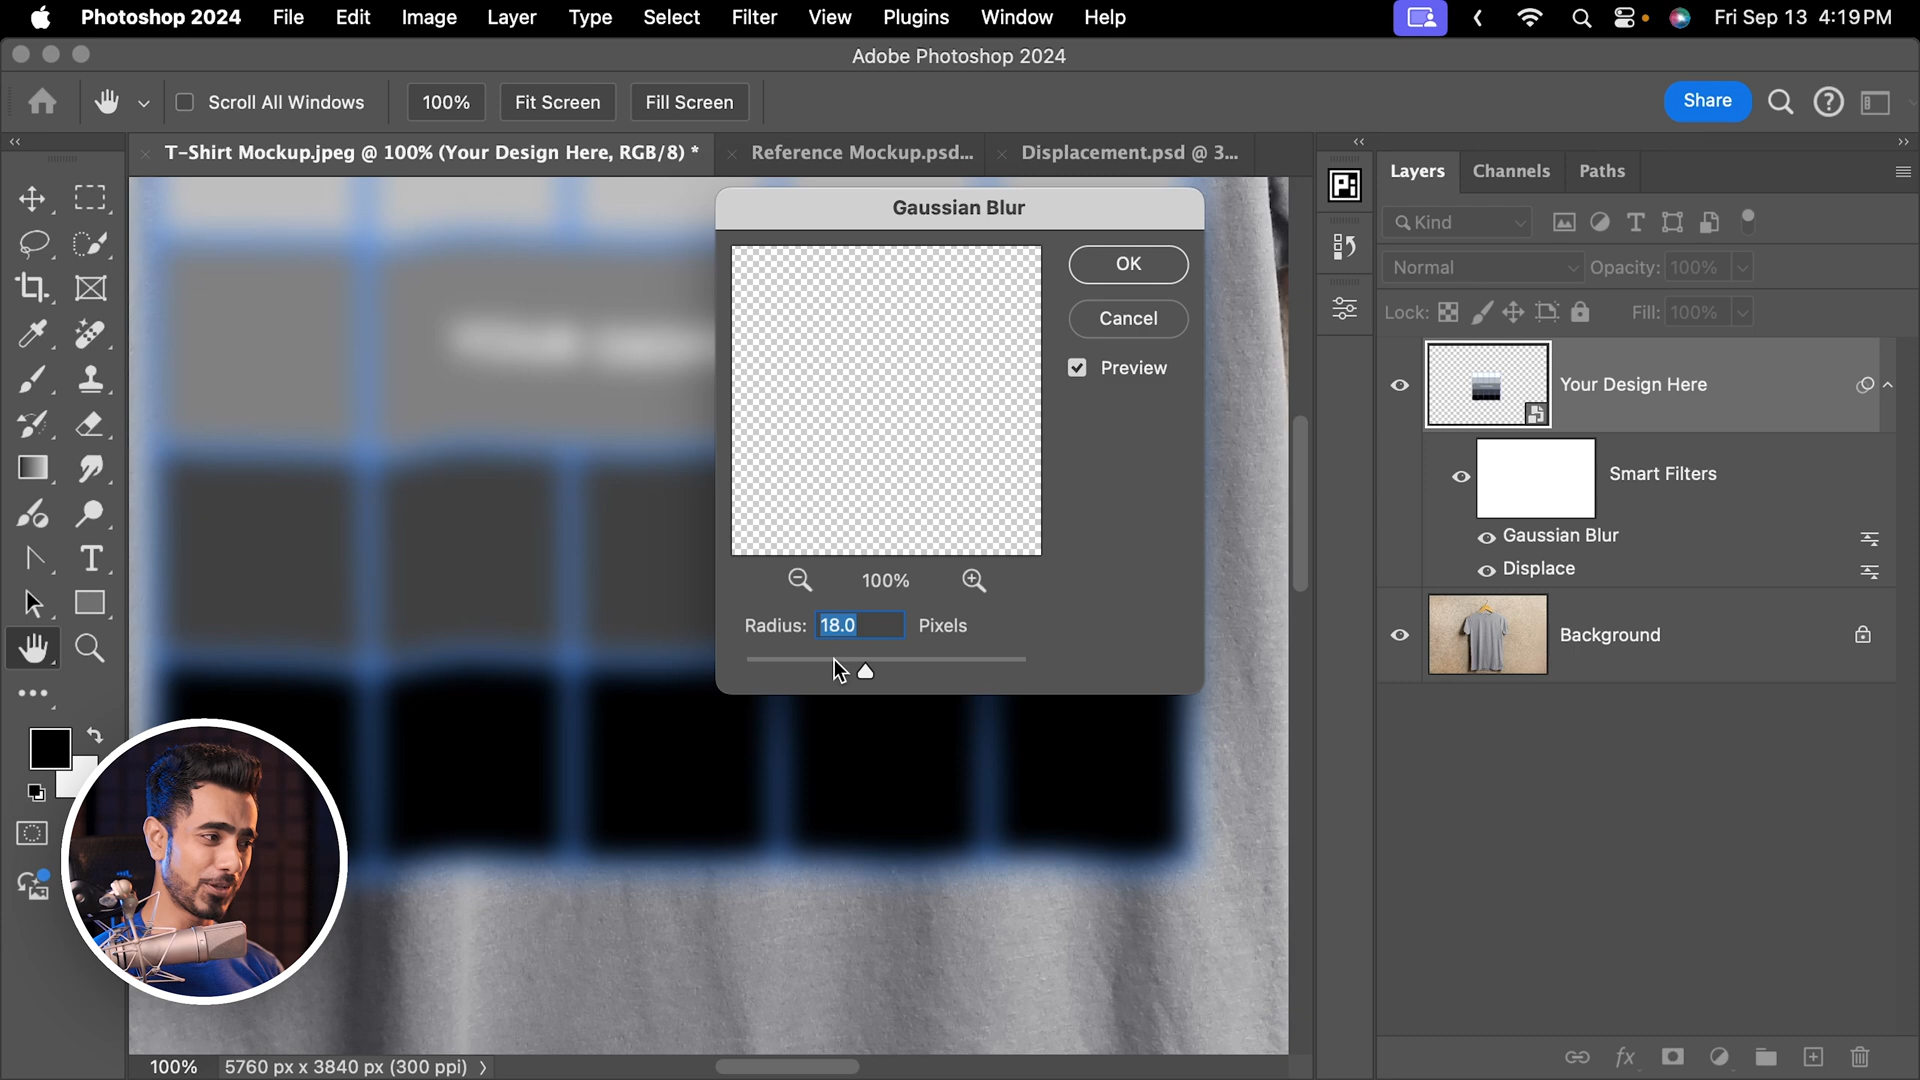 Photoshop 2024 File Edit Image Layer Type Select Filter View Plugins Window Help Fri Sep 13 4:19 PM
Adobe Photoshop 2024
Scroll All Windows 100% Fit Screen Fill Screen Share
T-Shirt Mockup.jpeg @ 100% (Your Design Here, RGB/8) * Reference Mockup.psd... Displacement.psd @ 3...
Layers Channels Paths
Gaussian Blur
OK
Cancel
Preview
100%
Radius: 18.0 Pixels
Kind
Normal Opacity: 100%
Lock: Fill: 100%
Your Design Here
Smart Filters
Gaussian Blur
Displace
Background
Pi
YOUR
100% 5760 px x 3840 px (300 ppi)
fx